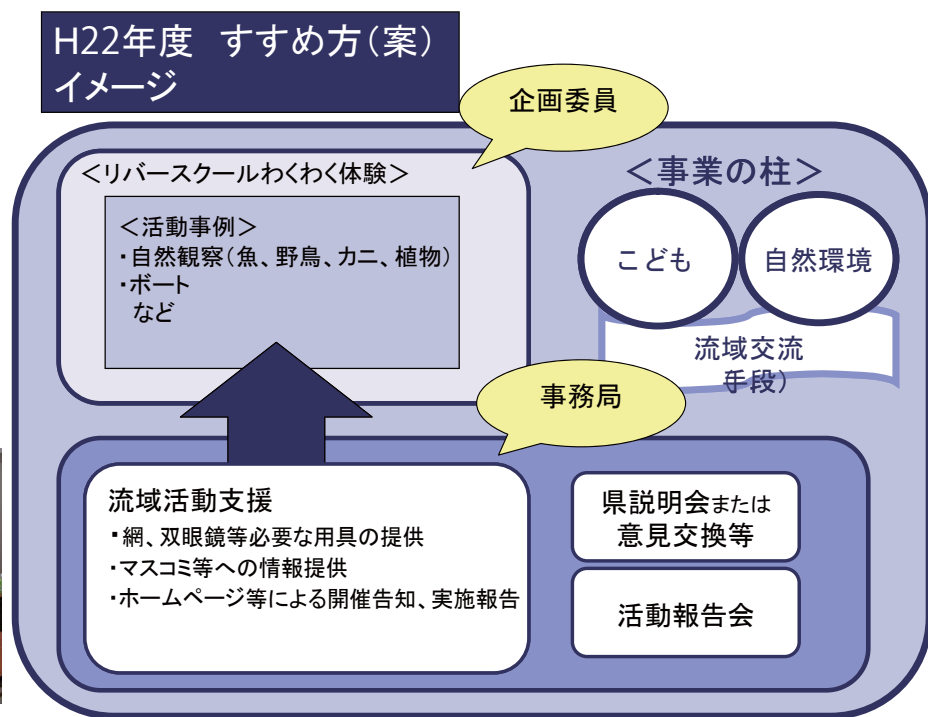 H22年度 すすめ方(案)
イメージ
企画委員
<リバースクールわくわく体験>
<活動事例>
・自然観察(魚、野鳥、カニ、植物)
・ボート
など
<事業の柱>
こども
自然環境
流域交流
手段)
事務局
流域活動支援
・網、双眼鏡等必要な用具の提供
・マスコミ等への情報提供
・ホームページ等による開催告知、実施報告
県説明会または
意見交換等
活動報告会